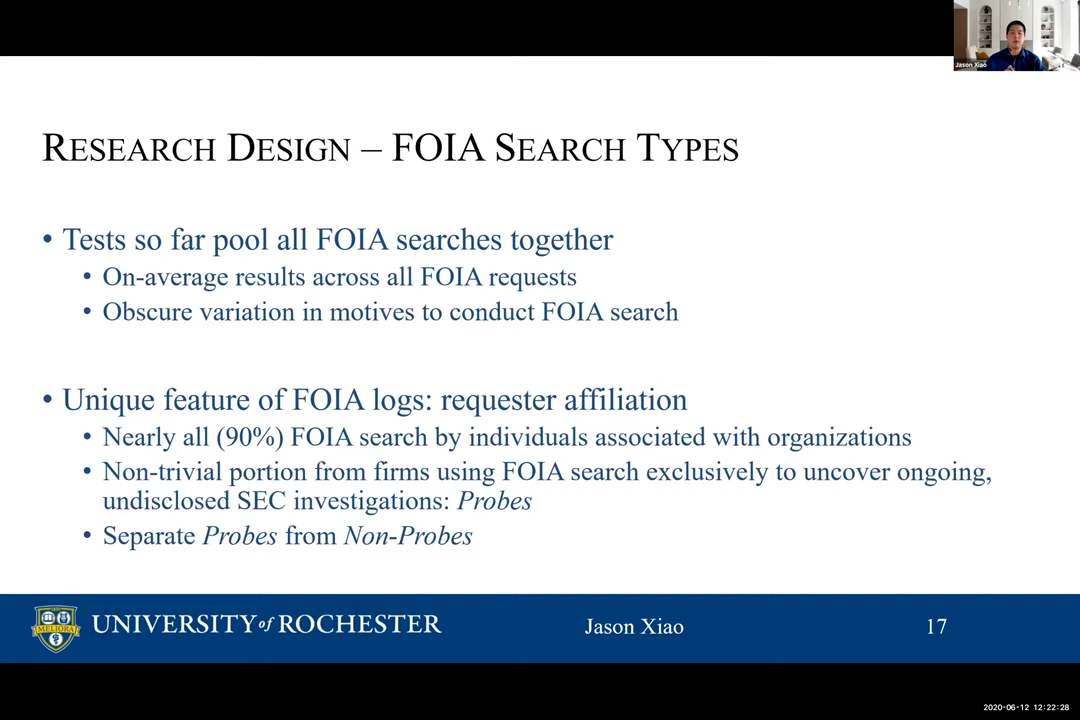 Jason Xiao
RESEARCH DESIGN – FOIA SEARCH TYPES
• Tests so far pool all FOIA searches together
• On-average results across all FOIA requests
• Obscure variation in motives to conduct FOIA search
• Unique feature of FOIA logs: requester affiliation
• Nearly all (90%) FOIA search by individuals associated with organizations
• Non-trivial portion from firms using FOIA search exclusively to uncover ongoing,
undisclosed SEC investigations: Probes
• Separate Probes from Non-Probes
MELIORA
UNIVERSITY of ROCHESTER
Jason Xiao
17
2020-06-12 12:22:28